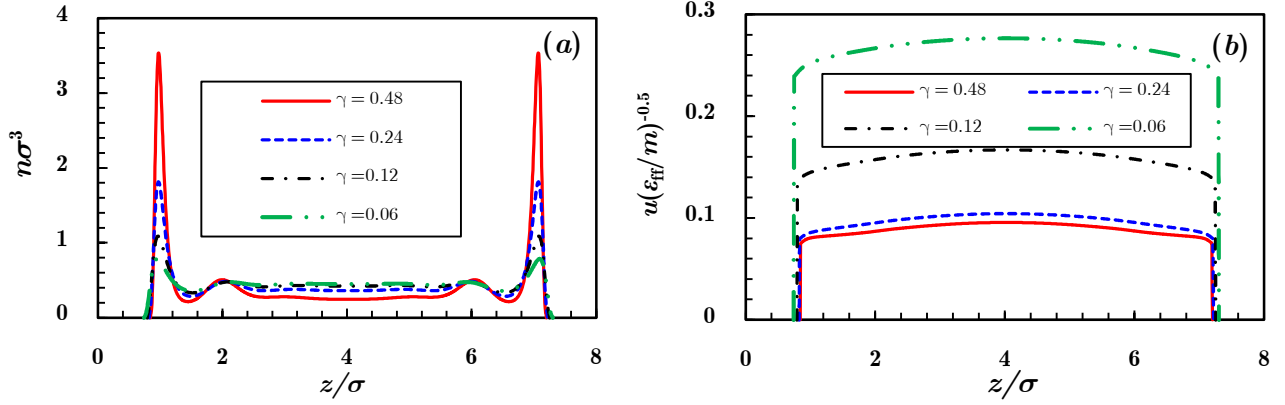 4
3
2
1
0
0
2
4
6
8
nσ³
z/σ
(a)
γ = 0.48
γ = 0.24
γ =0.12
γ =0.06
0.3
0.2
0.1
0
0
2
4
6
8
u(ε_ff/m)^-0.5
z/σ
(b)
γ = 0.48
γ = 0.24
γ =0.12
γ =0.06